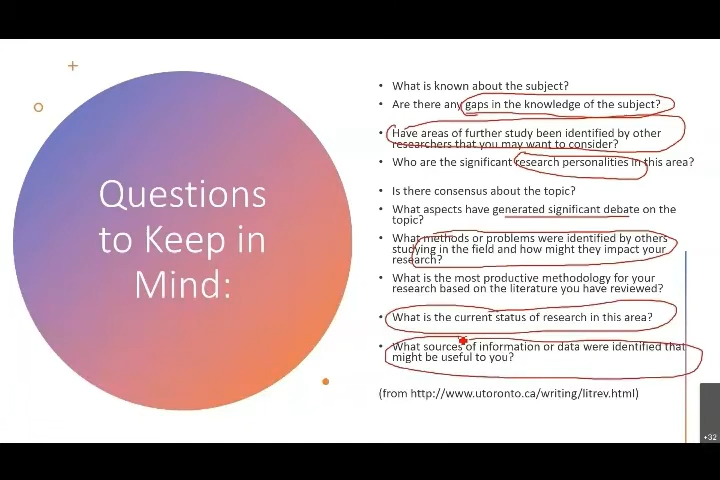 Questions
to Keep in
Mind:
• What is known about the subject?
• Are there any gaps in the knowledge of the subject?
• Have areas of further study been identified by other
researchers that you may want to consider?
• Who are the significant research personalities in this area?
• Is there consensus about the topic?
• What aspects have generated significant debate on the
topic?
• What methods or problems were identified by others
studying in the field and how might they impact your
research?
• What is the most productive methodology for your
research based on the literature you have reviewed?
• What is the current status of research in this area?
• What sources of information or data were identified that
might be useful to you?
(from http://www.utoronto.ca/writing/litrev.html)
+32